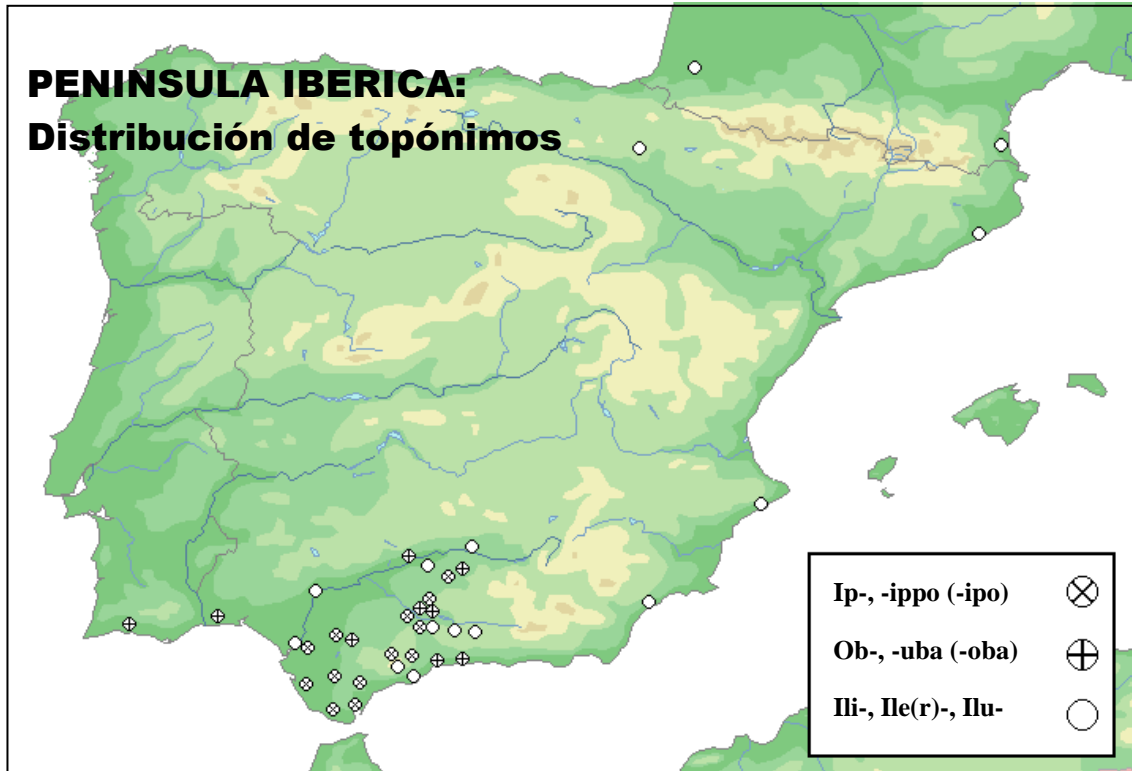 PENINSULA IBERICA:
Distribución de topónimos
Ip-, -ippo (-ipo)
Ob-, -uba (-oba)
Ili-, Ile(r)-, Ilu-